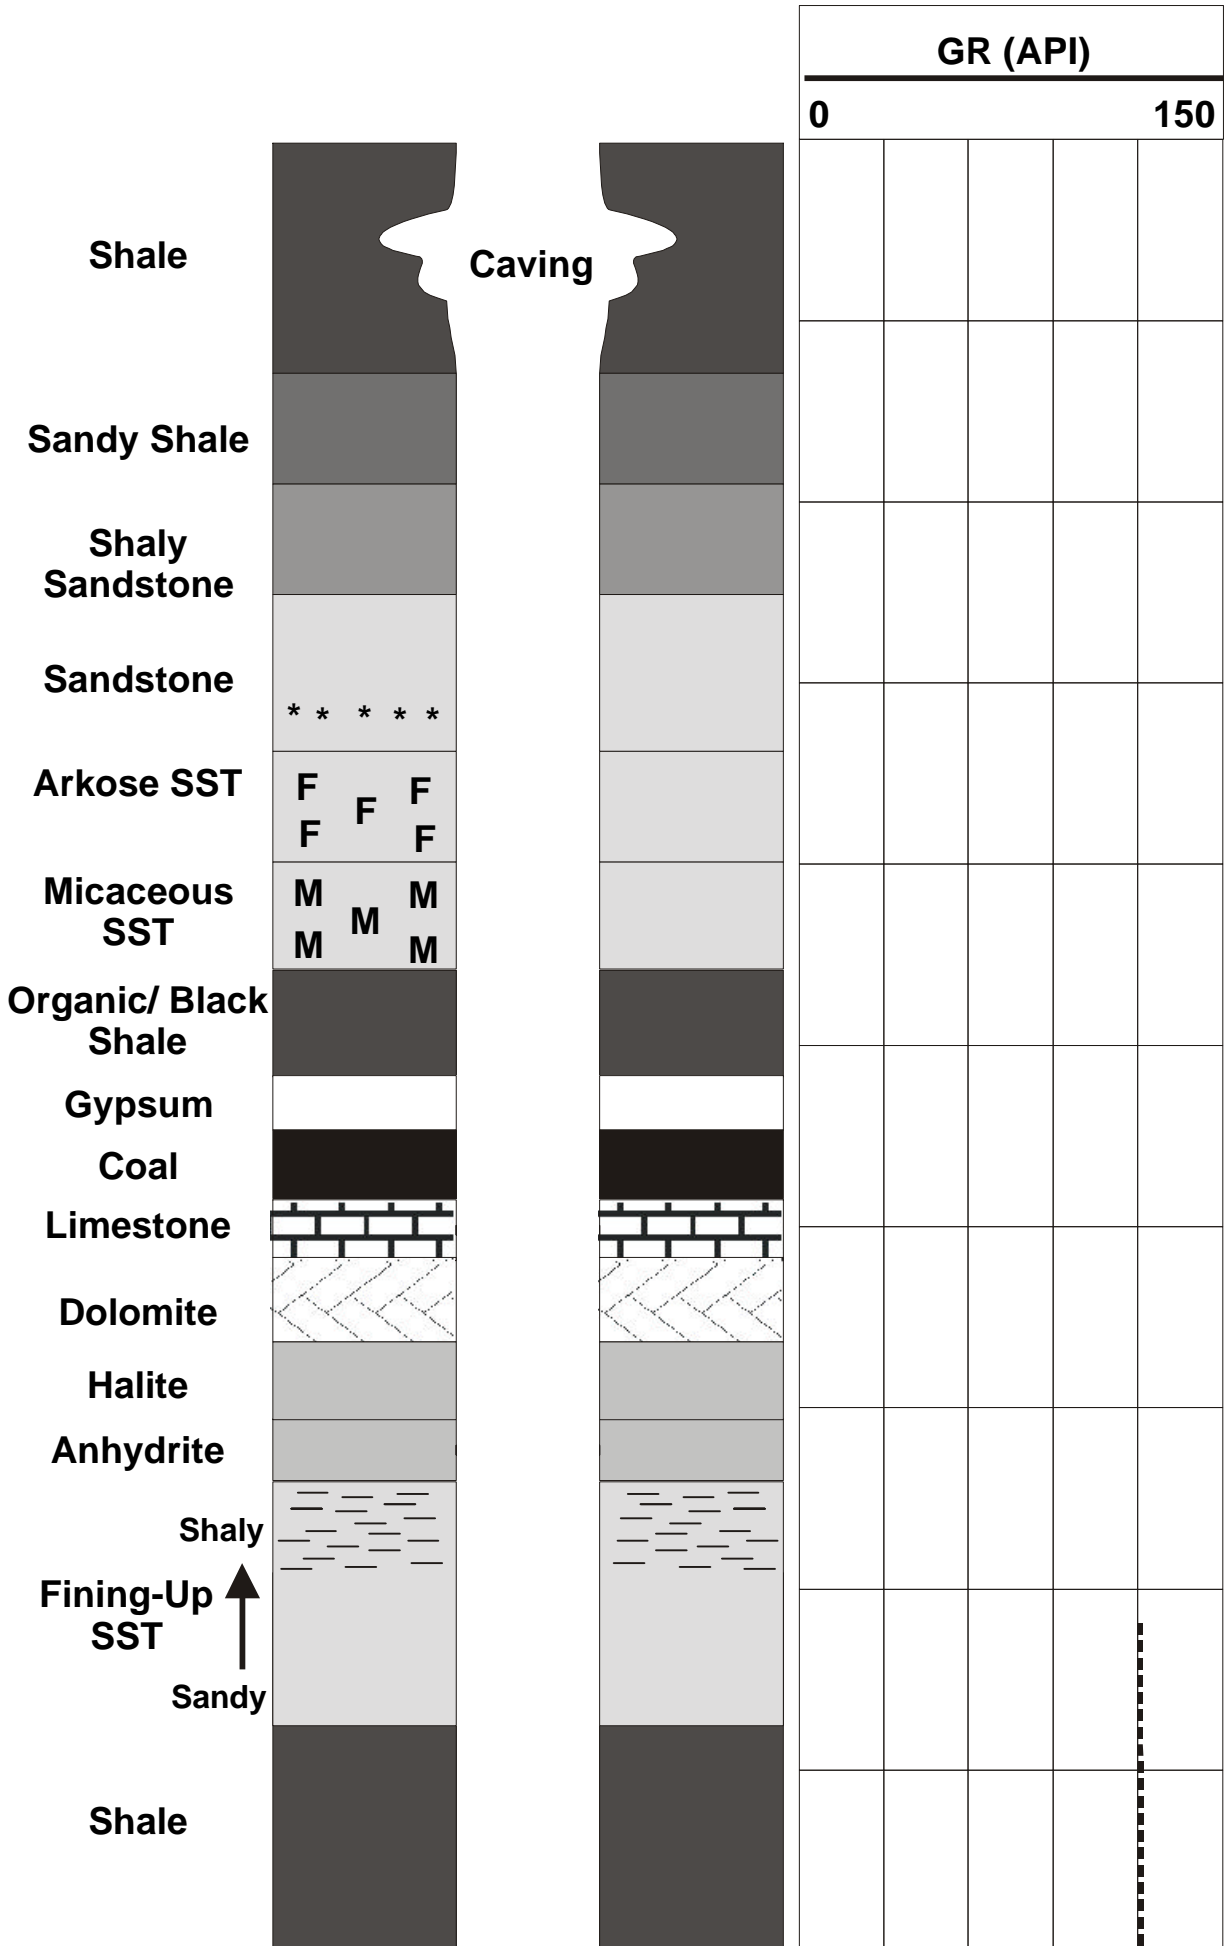 GR (API)
0 150
Shale
Caving
Sandy Shale
Shaly
Sandstone
Sandstone
* * * * *
Arkose SST
F F F
F F
Micaceous
SST
M M M
M M
Organic/ Black
Shale
Gypsum
Coal
Limestone
Dolomite
Halite
Anhydrite
Shaly
Fining-Up
SST
Sandy
Shale